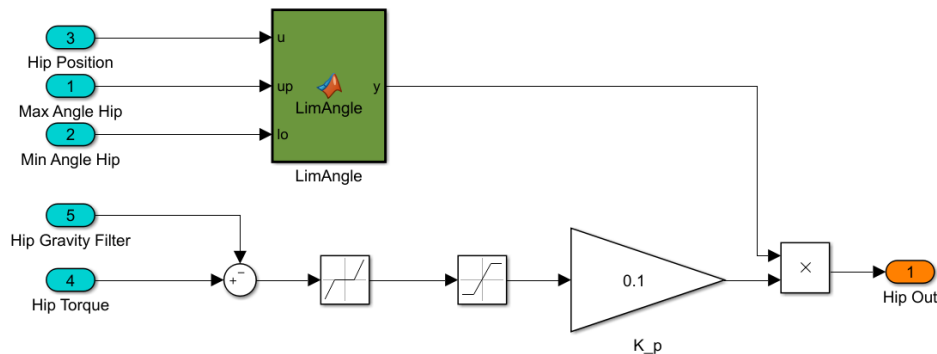 3
Hip Position
1
Max Angle Hip
2
Min Angle Hip
u
up
lo
LimAngle
y
LimAngle
5
Hip Gravity Filter
4
Hip Torque
+
−
0.1
K_p
×
1
Hip Out